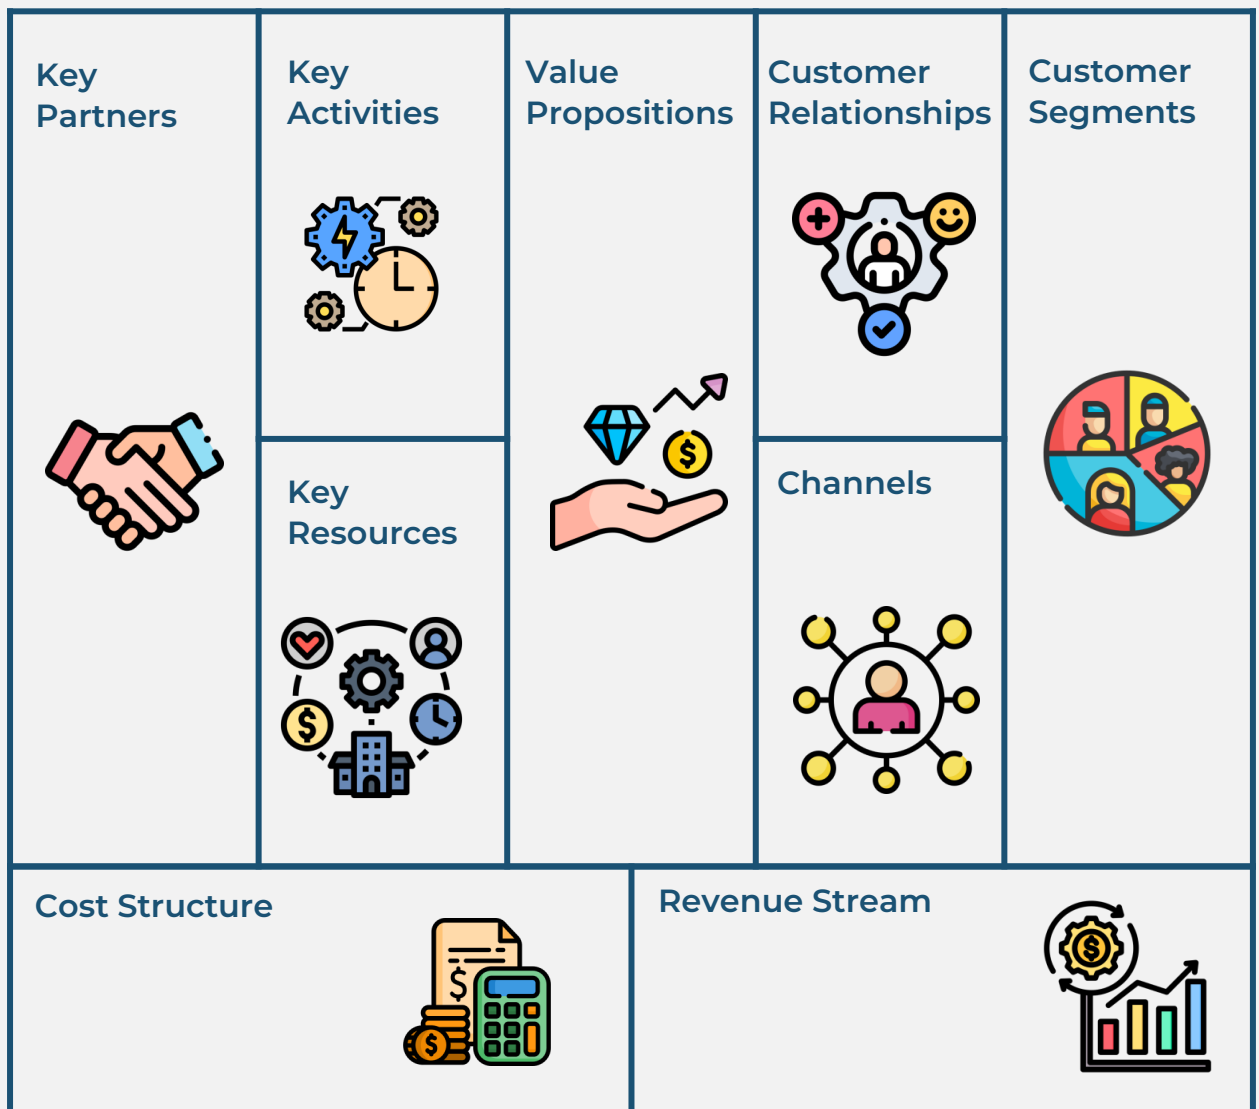 Key
Partners
Key
Activities
Value
Propositions
Customer
Relationships
Customer
Segments
Key
Resources
Channels
Cost Structure
Revenue Stream